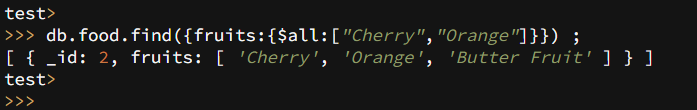 test>
>>> db.food.find({fruits:{$all:["Cherry","Orange"]}}) ;
[ { _id: 2, fruits: [ 'Cherry', 'Orange', 'Butter Fruit' ] } ]
test>
>>>